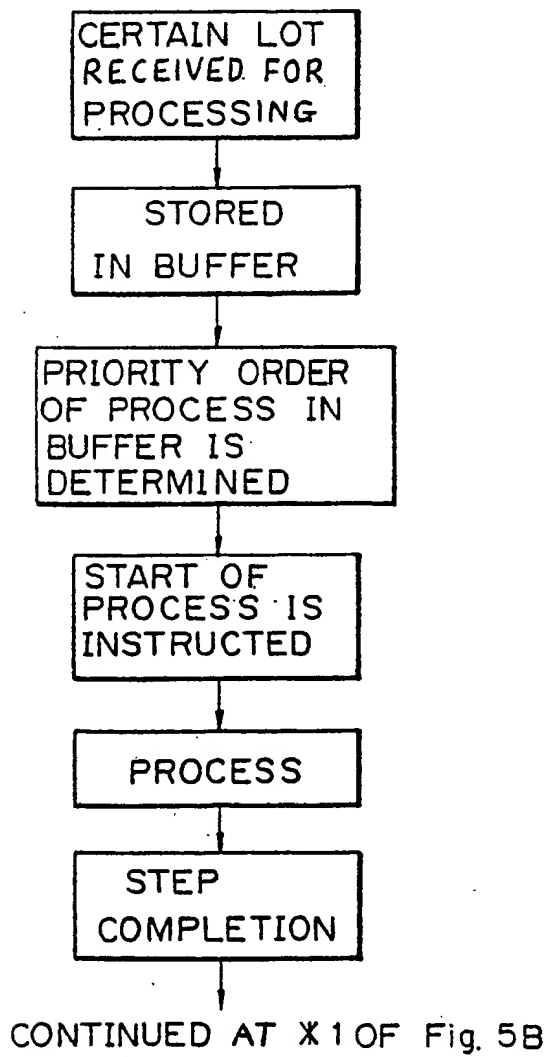 CERTAIN LOT
RECEIVED FOR
PROCESSING
STORED
IN BUFFER
PRIORITY ORDER
OF PROCESS IN
BUFFER IS
DETERMINED
START OF
PROCESS IS
INSTRUCTED
PROCESS
STEP
COMPLETION
CONTINUED AT ※1 OF Fig. 5B